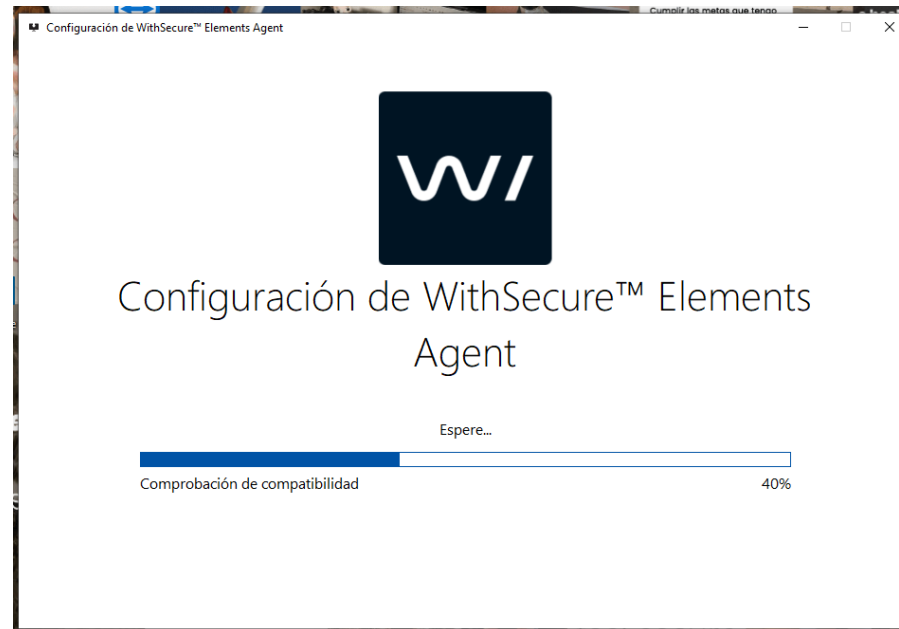 Cumplir las metas que tengo
Configuración de WithSecure™ Elements Agent
Configuración de WithSecure™ Elements
Agent
Espere...
Comprobación de compatibilidad
40%